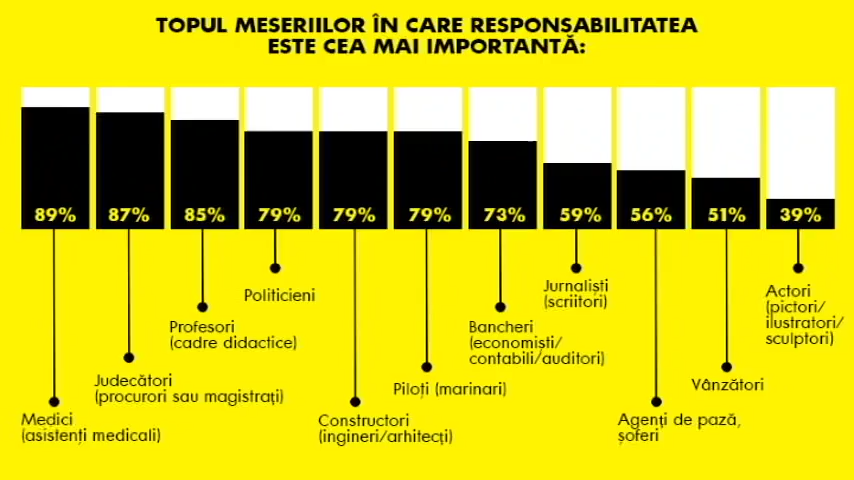 TOPUL MESERIILOR ÎN CARE RESPONSABILITATEA
ESTE CEA MAI IMPORTANTĂ:
89% 87% 85% 79% 79% 79% 73% 59% 56% 51% 39%
Medici
(asistenți medicali)
Judecători
(procurori sau magistrați)
Profesori
(cadre didactice)
Politicieni
Constructori
(ingineri/arhitecți)
Piloți (marinari)
Bancheri
(economiști/
contabili/auditori)
Jurnaliști
(scriitori)
Agenți de pază,
șoferi
Vânzători
Actori
(pictori/
ilustratori/
sculptori)